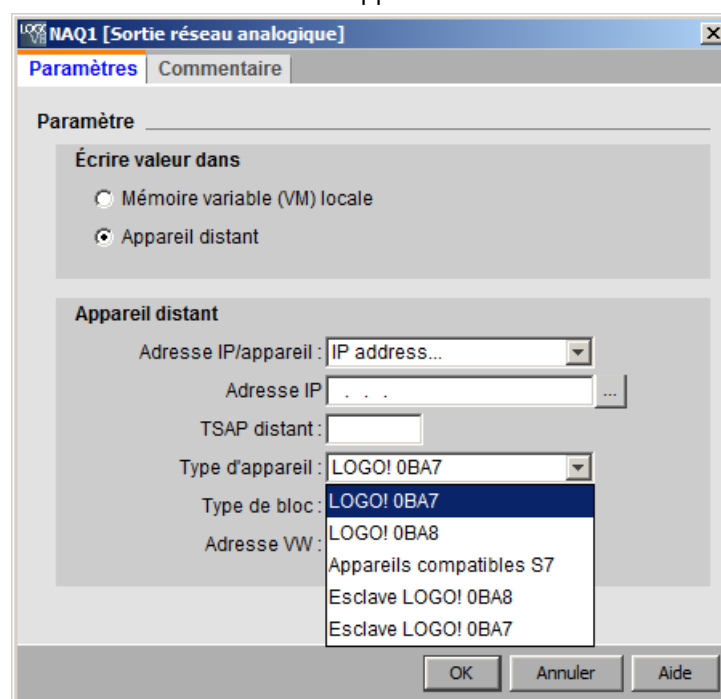 NAQ1 [Sortie réseau analogique]
Paramètres Commentaire
Paramètre
Écrire valeur dans
Mémoire variable (VM) locale
Appareil distant
Appareil distant
Adresse IP/appareil : IP address...
Adresse IP . . . ...
TSAP distant :
Type d'appareil : LOGO! 0BA7
Type de bloc : LOGO! 0BA7
LOGO! 0BA8
Adresse VW :
Appareils compatibles S7
Esclave LOGO! 0BA8
Esclave LOGO! 0BA7
OK Annuler Aide